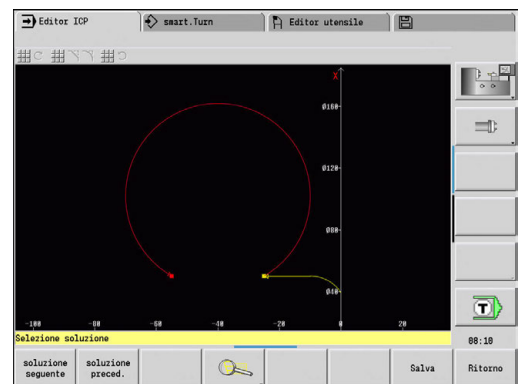 Editor ICP
smart.Turn
Editor utensile
X
Ø160
Ø120
Ø80
Ø40
-100 -80 -60 -40 -20 0 20
Selezione soluzione
T
08:10
soluzione seguente
soluzione preced.
Salva
Ritorno